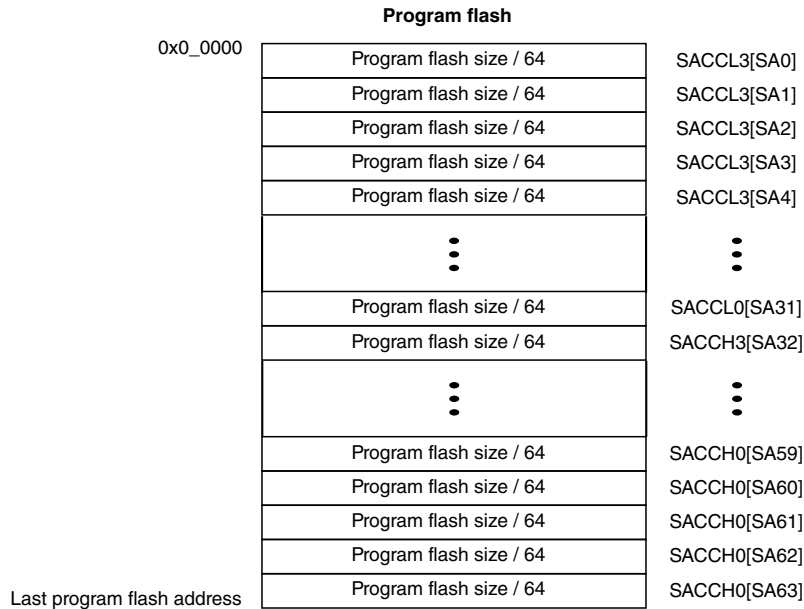 Program flash
0x0_0000
Program flash size / 64 SACCL3[SA0]
Program flash size / 64 SACCL3[SA1]
Program flash size / 64 SACCL3[SA2]
Program flash size / 64 SACCL3[SA3]
Program flash size / 64 SACCL3[SA4]
Program flash size / 64 SACCL0[SA31]
Program flash size / 64 SACCH3[SA32]
Program flash size / 64 SACCH0[SA59]
Program flash size / 64 SACCH0[SA60]
Program flash size / 64 SACCH0[SA61]
Program flash size / 64 SACCH0[SA62]
Program flash size / 64 SACCH0[SA63]
Last program flash address